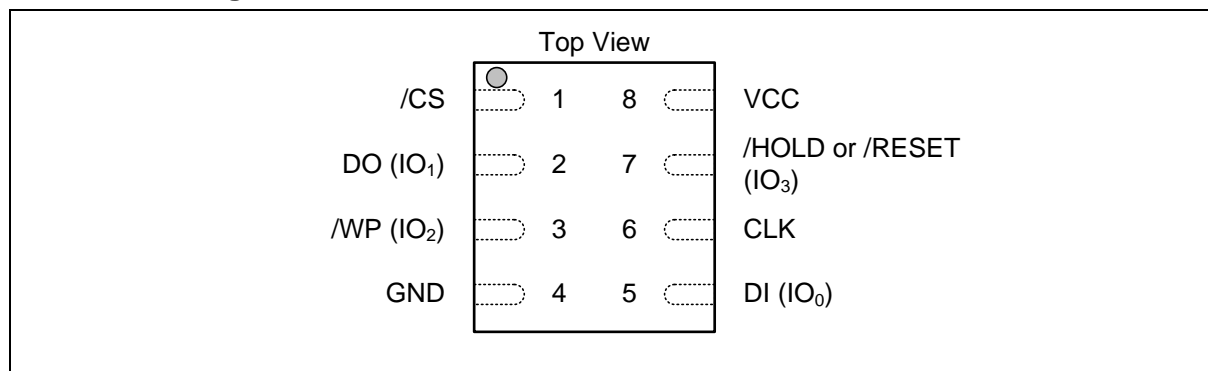 Top View
/CS 1 8 VCC
DO (IO₁) 2 7 /HOLD or /RESET
(IO₃)
/WP (IO₂) 3 6 CLK
GND 4 5 DI (IO₀)